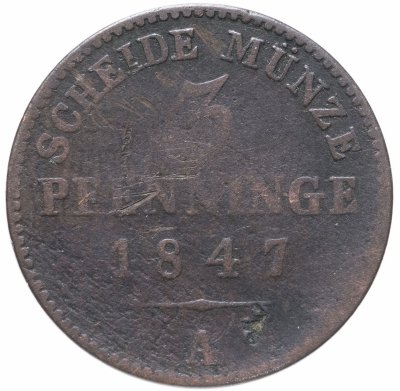 SCHEIDE MÜNZE
3
PFENNINGE
1847
A